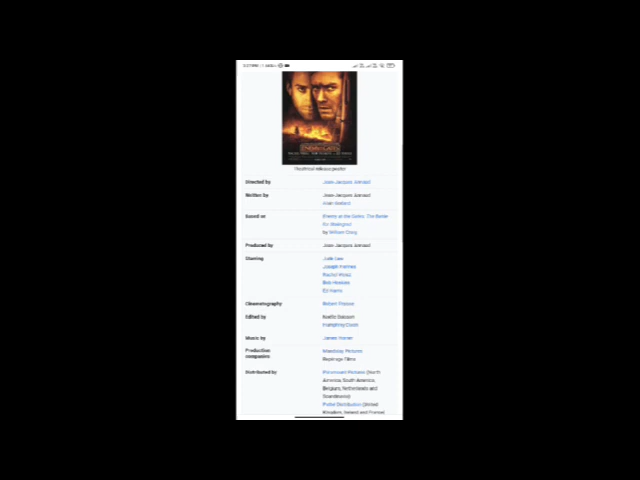 Theatrical release poster
Directed by
Jean-Jacques Annaud
Written by
Jean-Jacques Annaud
Alain Godard
Based on
Enemy at the Gates: The Battle
for Stalingrad
by William Craig
Produced by
Jean-Jacques Annaud
Starring
Jude Law
Joseph Fiennes
Rachel Weisz
Bob Hoskins
Ed Harris
Cinematography
Robert Fraisse
Edited by
Noëlle Boisson
Humphrey Dixon
Music by
James Horner
Production
companies
Mandalay Pictures
Repérage Films
Distributed by
Paramount Pictures (North
America, South America,
Belgium, Netherlands and
Scandinavia)
Pathé Distribution (United
Kingdom, Ireland and France)